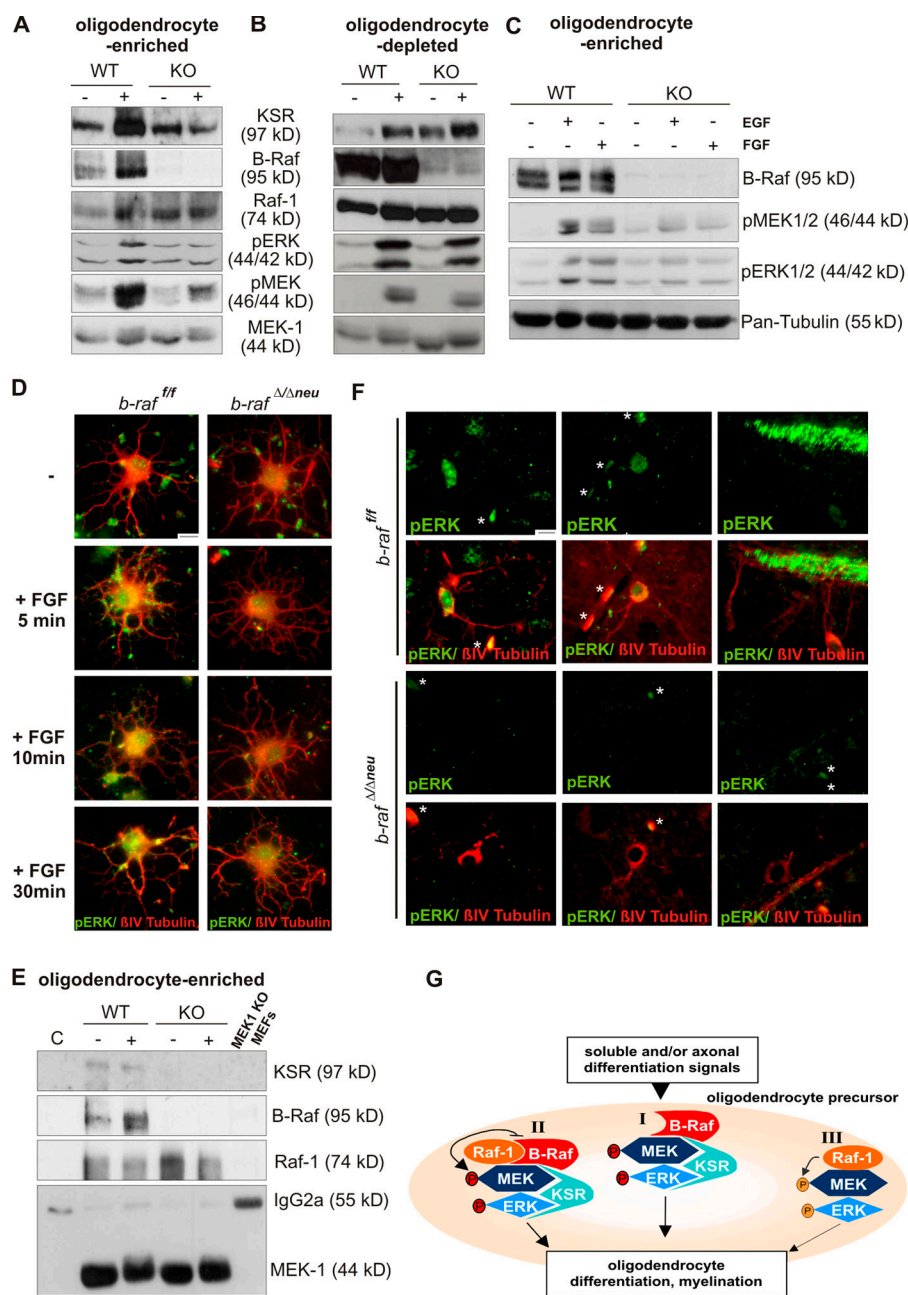 A
oligodendrocyte
-enriched
WT KO
- + - +
B
oligodendrocyte
-depleted
WT KO
- + - +
KSR
(97 kD)
B-Raf
(95 kD)
Raf-1
(74 kD)
pERK
(44/42 kD)
pMEK
(46/44 kD)
MEK-1
(44 kD)
C
oligodendrocyte
-enriched
WT KO
- + - - + - EGF
- - + - - + FGF
B-Raf (95 kD)
pMEK1/2 (46/44 kD)
pERK1/2 (44/42 kD)
Pan-Tubulin (55 kD)
D
b-raf f/f b-raf Δ/Δneu
-
+ FGF
5 min
+ FGF
10min
+ FGF
30min
pERK/ ßIV Tubulin pERK/ ßIV Tubulin
F
b-raf f/f
* * * * *
pERK pERK pERK
* * *
pERK/ ßIV Tubulin pERK/ ßIV Tubulin pERK/ ßIV Tubulin
b-raf Δ/Δneu
* * * *
pERK pERK pERK
* *
pERK/ ßIV Tubulin pERK/ ßIV Tubulin pERK/ ßIV Tubulin
E
oligodendrocyte-enriched
C WT KO MEK1 KO
MEFs
- + - +
KSR (97 kD)
B-Raf (95 kD)
Raf-1 (74 kD)
IgG2a (55 kD)
MEK-1 (44 kD)
G
soluble and/or axonal
differentiation signals
oligodendrocyte precursor
II
Raf-1 B-Raf
P MEK
KSR
P ERK
I
B-Raf
P MEK
KSR
P ERK
III
Raf-1
P MEK
P ERK
oligodendrocyte
differentiation, myelination